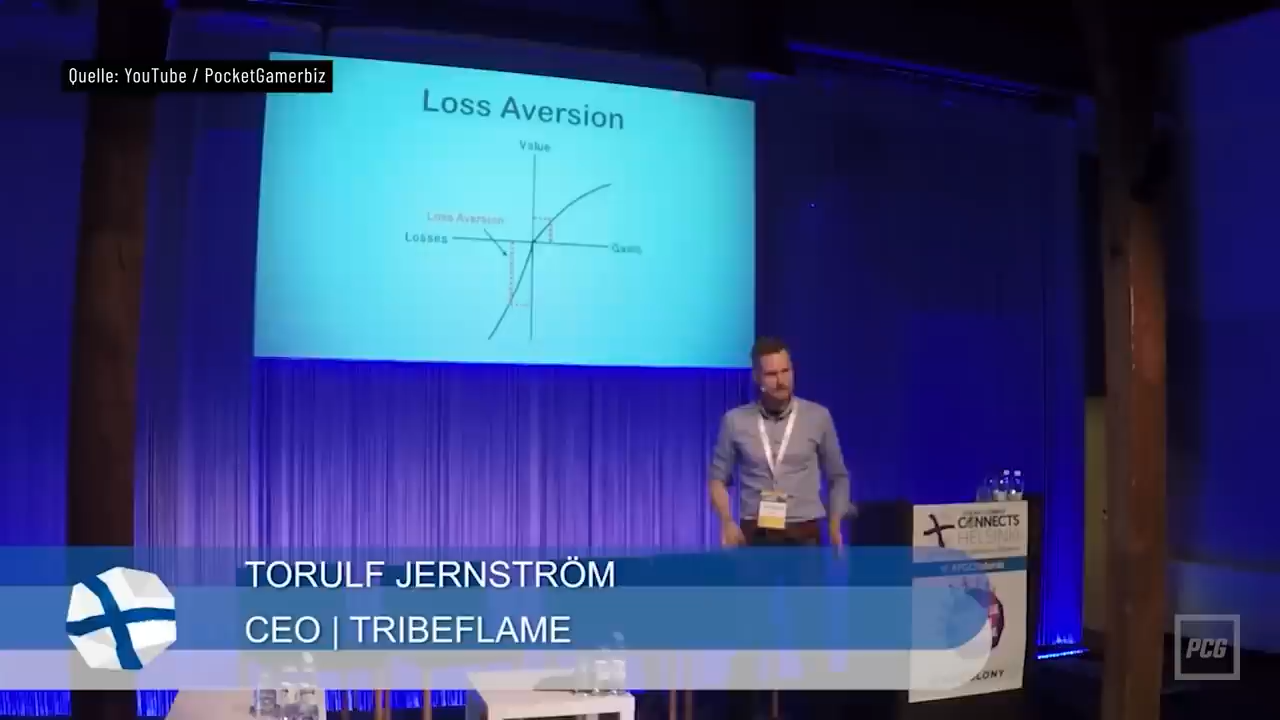 Quelle: YouTube / PocketGamerbiz
Loss Aversion
Value
Loss Aversion
Losses
Gains
CONNECTS
HELSINKI
TORULF JERNSTRÖM
CEO | TRIBEFLAME
PCG